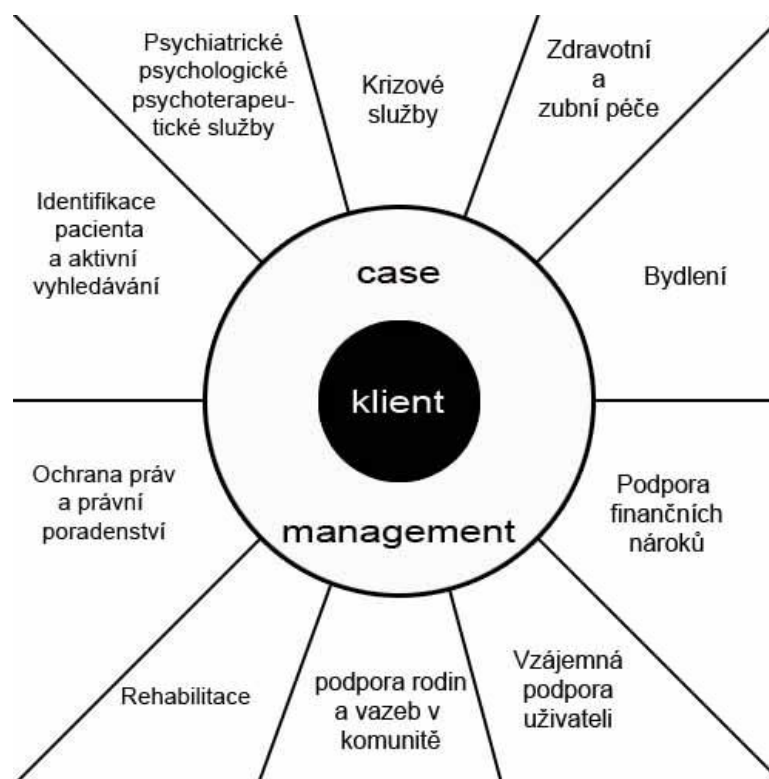 Psychiatrické
psychologické
psychoterapeu-
tické služby
Krizové
služby
Zdravotní
a
zubní péče
Identifikace
pacienta
a aktivní
vyhledávání
case
Bydlení
klient
Ochrana práv
a právní
poradenství
management
Podpora
finančních
nároků
Rehabilitace
podpora rodin
a vazeb v
komunitě
Vzájemná
podpora
uživateli